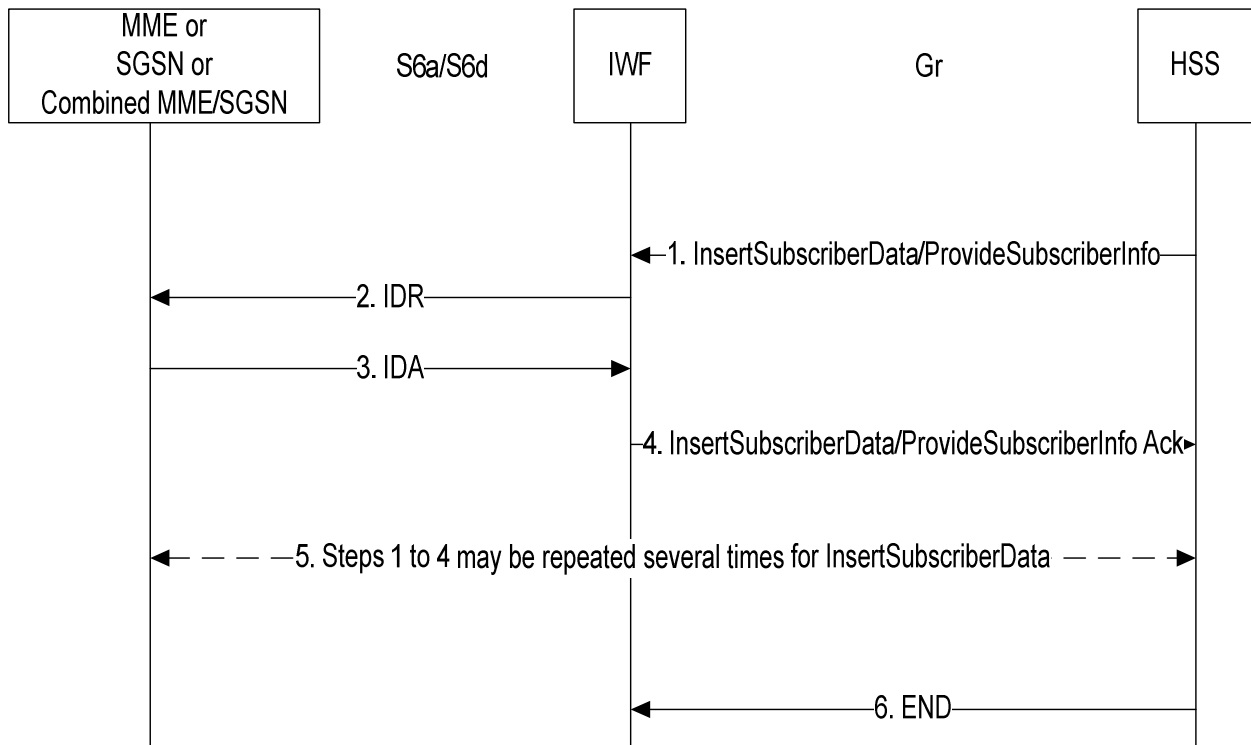 MME or
SGSN or
Combined MME/SGSN
S6a/S6d
IWF
Gr
HSS
1. InsertSubscriberData/ProvideSubscriberInfo
2. IDR
3. IDA
4. InsertSubscriberData/ProvideSubscriberInfo Ack
5. Steps 1 to 4 may be repeated several times for InsertSubscriberData
6. END